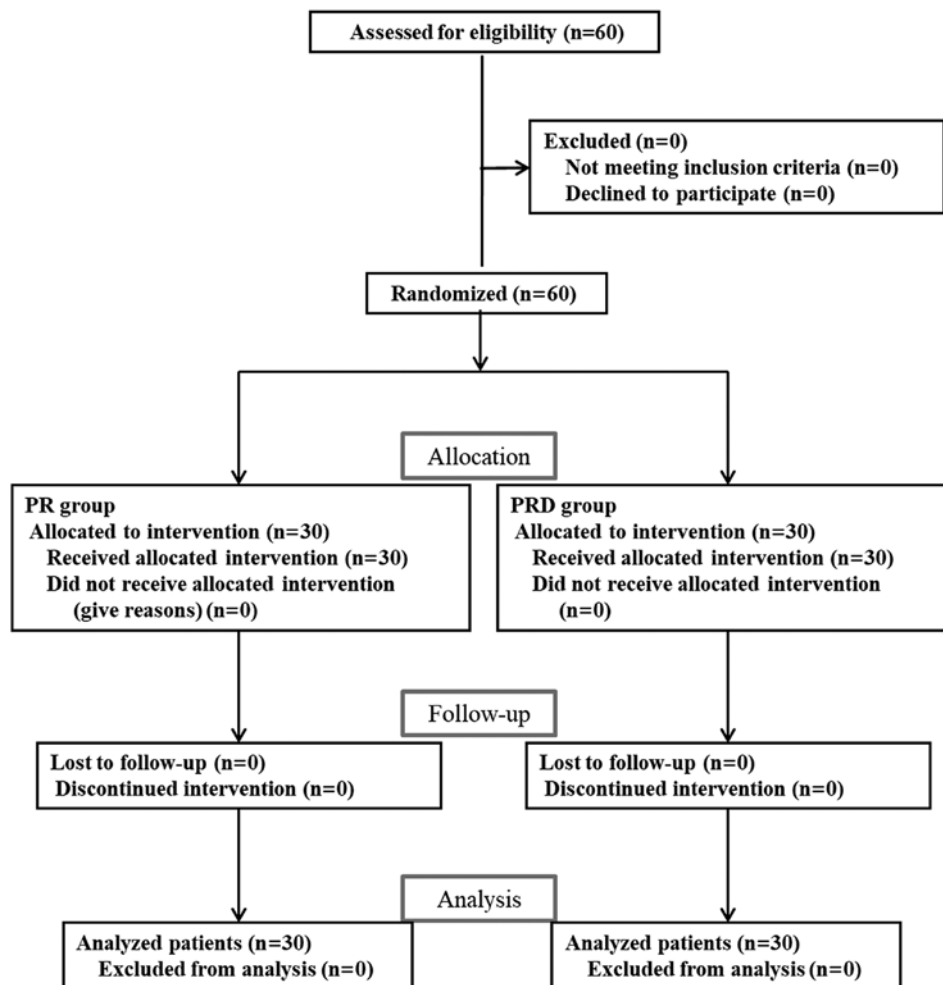 Assessed for eligibility (n=60)
Excluded (n=0)
Not meeting inclusion criteria (n=0)
Declined to participate (n=0)
Randomized (n=60)
Allocation
PR group
Allocated to intervention (n=30)
Received allocated intervention (n=30)
Did not receive allocated intervention
(give reasons) (n=0)
PRD group
Allocated to intervention (n=30)
Received allocated intervention (n=30)
Did not receive allocated intervention
(n=0)
Follow-up
Lost to follow-up (n=0)
Discontinued intervention (n=0)
Lost to follow-up (n=0)
Discontinued intervention (n=0)
Analysis
Analyzed patients (n=30)
Excluded from analysis (n=0)
Analyzed patients (n=30)
Excluded from analysis (n=0)